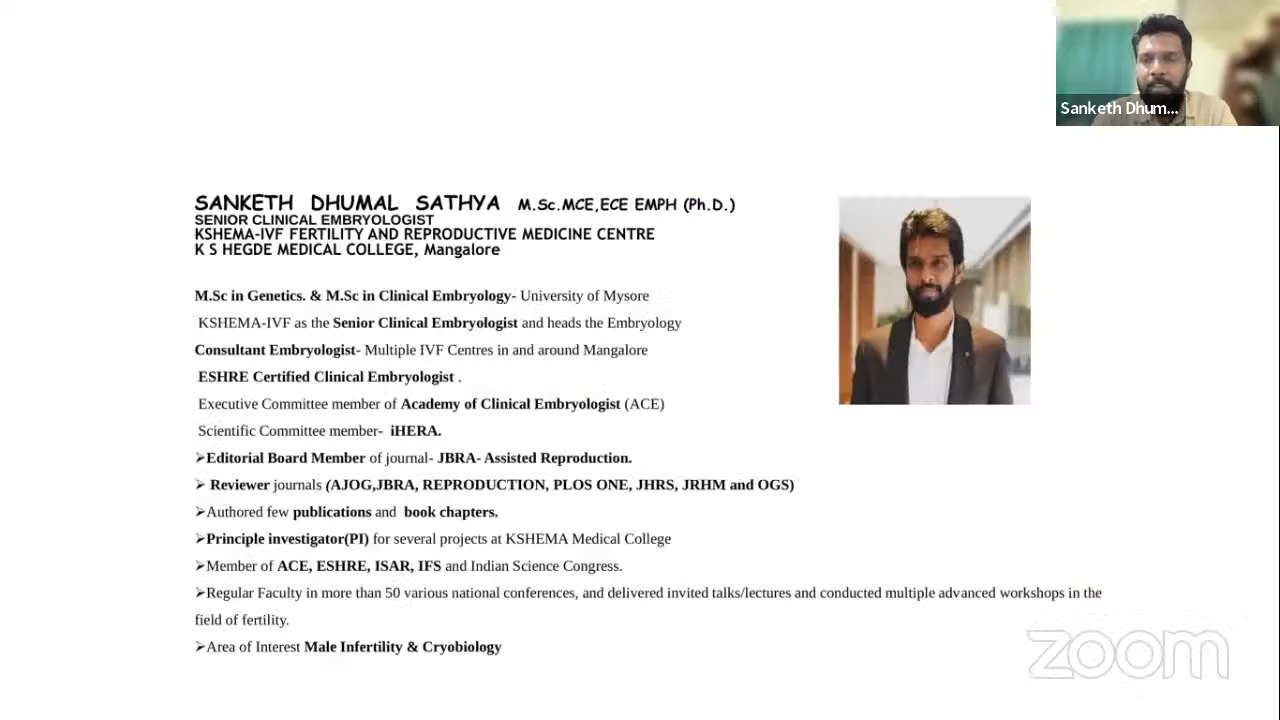 Sanketh Dhum...
SANKETH DHUMAL SATHYA M.Sc.MCE,ECE EMPH (Ph.D.)
SENIOR CLINICAL EMBRYOLOGIST
KSHEMA-IVF FERTILITY AND REPRODUCTIVE MEDICINE CENTRE
K S HEGDE MEDICAL COLLEGE, Mangalore
M.Sc in Genetics. & M.Sc in Clinical Embryology- University of Mysore
KSHEMA-IVF as the Senior Clinical Embryologist and heads the Embryology
Consultant Embryologist- Multiple IVF Centres in and around Mangalore
ESHRE Certified Clinical Embryologist .
Executive Committee member of Academy of Clinical Embryologist (ACE)
Scientific Committee member- iHERA.
➢Editorial Board Member of journal- JBRA- Assisted Reproduction.
➢ Reviewer journals (AJOG,JBRA, REPRODUCTION, PLOS ONE, JHRS, JRHM and OGS)
➢Authored few publications and book chapters.
➢Principle investigator(PI) for several projects at KSHEMA Medical College
➢Member of ACE, ESHRE, ISAR, IFS and Indian Science Congress.
➢Regular Faculty in more than 50 various national conferences, and delivered invited talks/lectures and conducted multiple advanced workshops in the
field of fertility.
➢Area of Interest Male Infertility & Cryobiology
zoom